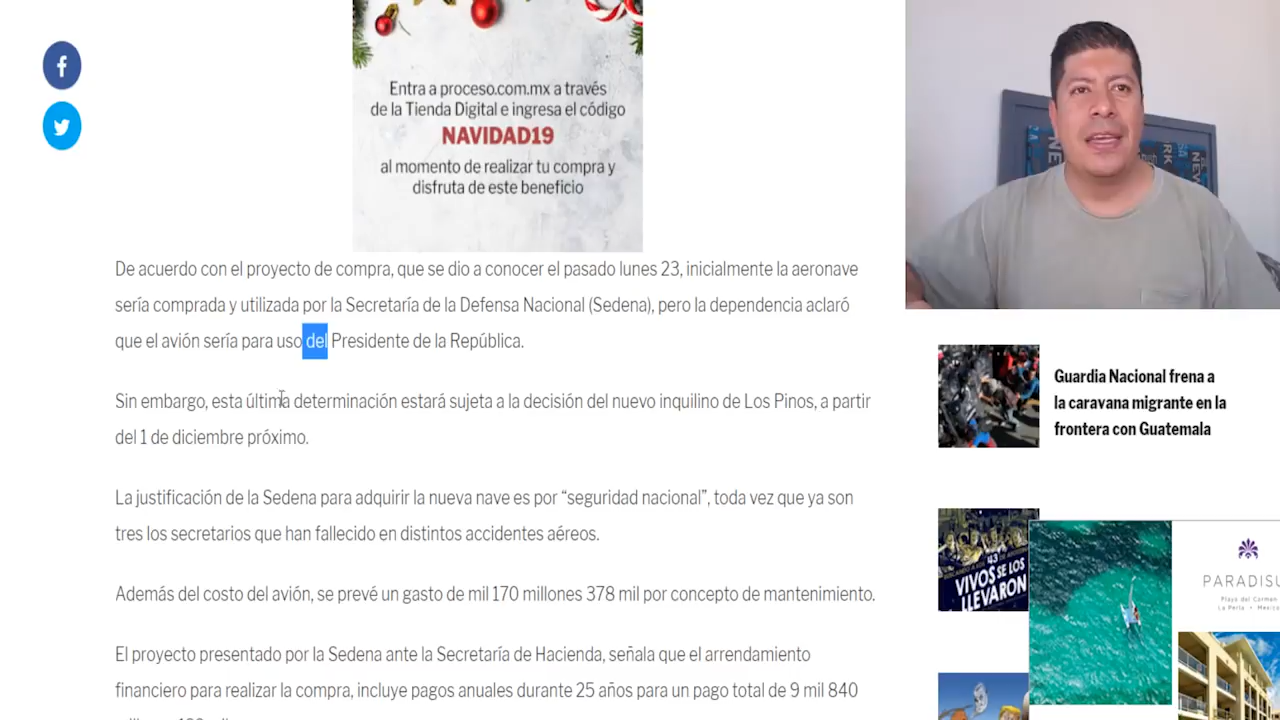 Entra a proceso.com.mx a través
de la Tienda Digital e ingresa el código
NAVIDAD19
al momento de realizar tu compra y
disfruta de este beneficio
De acuerdo con el proyecto de compra, que se dio a conocer el pasado lunes 23, inicialmente la aeronave
sería comprada y utilizada por la Secretaría de la Defensa Nacional (Sedena), pero la dependencia aclaró
que el avión sería para uso del Presidente de la República.
Sin embargo, esta última determinación estará sujeta a la decisión del nuevo inquilino de Los Pinos, a partir
del 1 de diciembre próximo.
La justificación de la Sedena para adquirir la nueva nave es por “seguridad nacional”, toda vez que ya son
tres los secretarios que han fallecido en distintos accidentes aéreos.
Además del costo del avión, se prevé un gasto de mil 170 millones 378 mil por concepto de mantenimiento.
El proyecto presentado por la Sedena ante la Secretaría de Hacienda, señala que el arrendamiento
financiero para realizar la compra, incluye pagos anuales durante 25 años para un pago total de 9 mil 840
Guardia Nacional frena a
la caravana migrante en la
frontera con Guatemala
43
VIVOS SE LOS
LLEVARON
PARADISU
Playa del Carmen
La Perla • Mexico